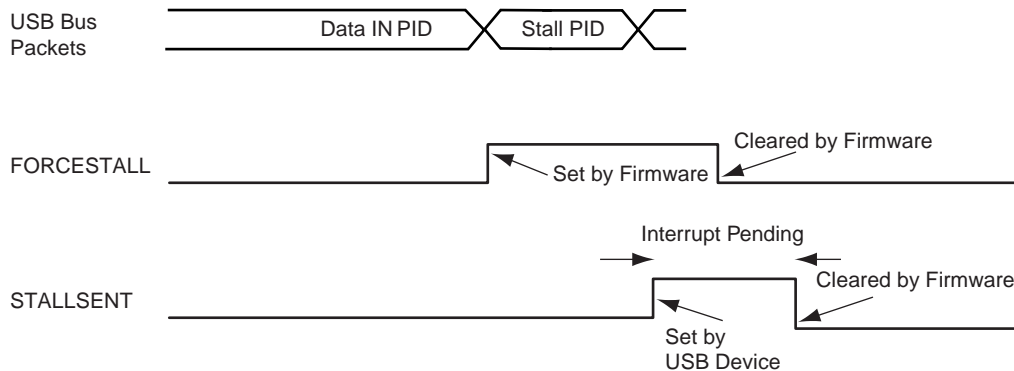 USB Bus
Packets
Data IN PID
Stall PID
FORCESTALL
Set by Firmware
Cleared by Firmware
Interrupt Pending
STALLSENT
Cleared by Firmware
Set by
USB Device